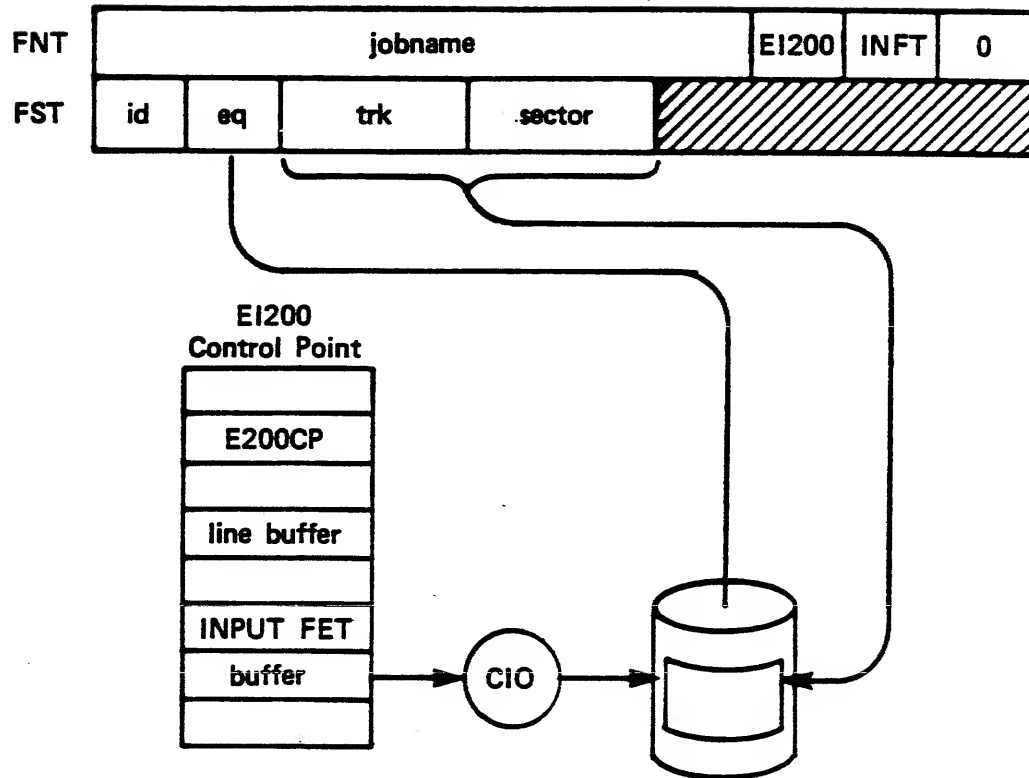 FNT jobname EI200 INFT 0
FST id eq trk sector
EI200
Control Point
E200CP
line buffer
INPUT FET
buffer
CIO